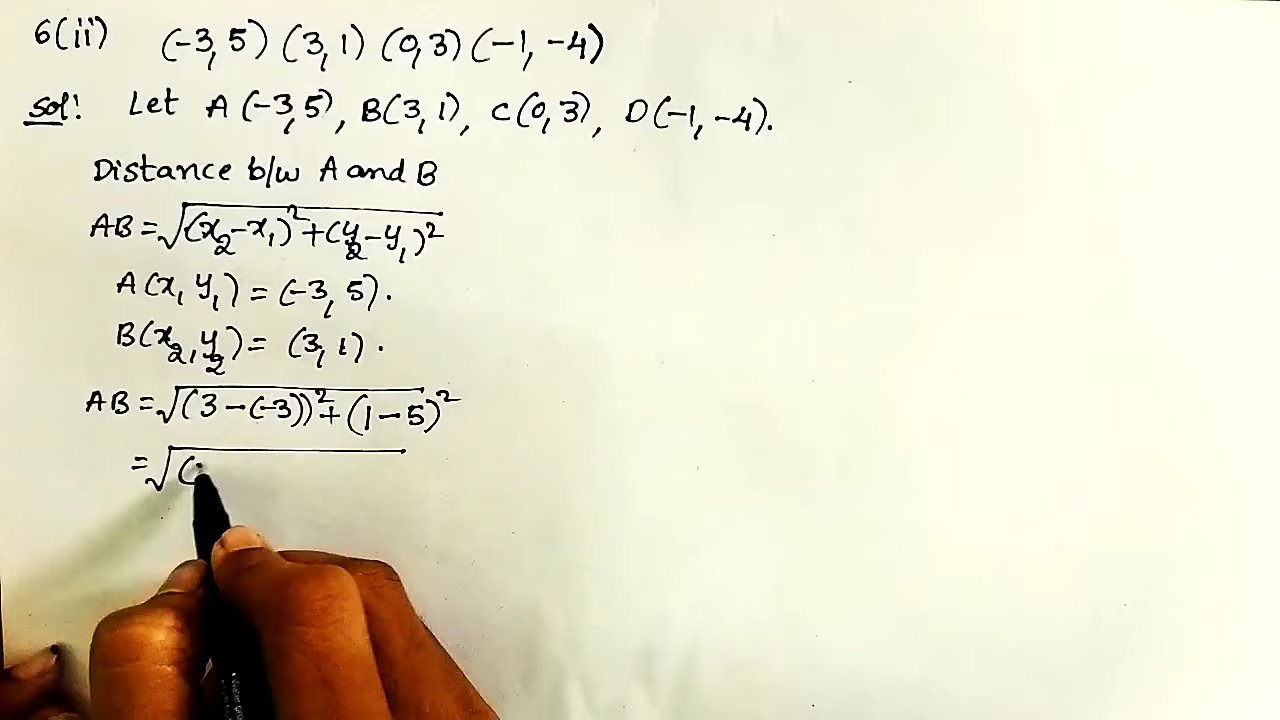 6(ii) (-3, 5) (3, 1) (0, 3) (-1, -4)
sol: Let A (-3, 5), B(3, 1), C(0, 3), D(-1, -4).
Distance b/w A and B
AB = √(x₂-x₁)²+(y₂-y₁)²
A(x₁ y₁) = (-3, 5).
B(x₂, y₂) = (3, 1).
AB = √(3-(-3))²+(1-5)²
= √(